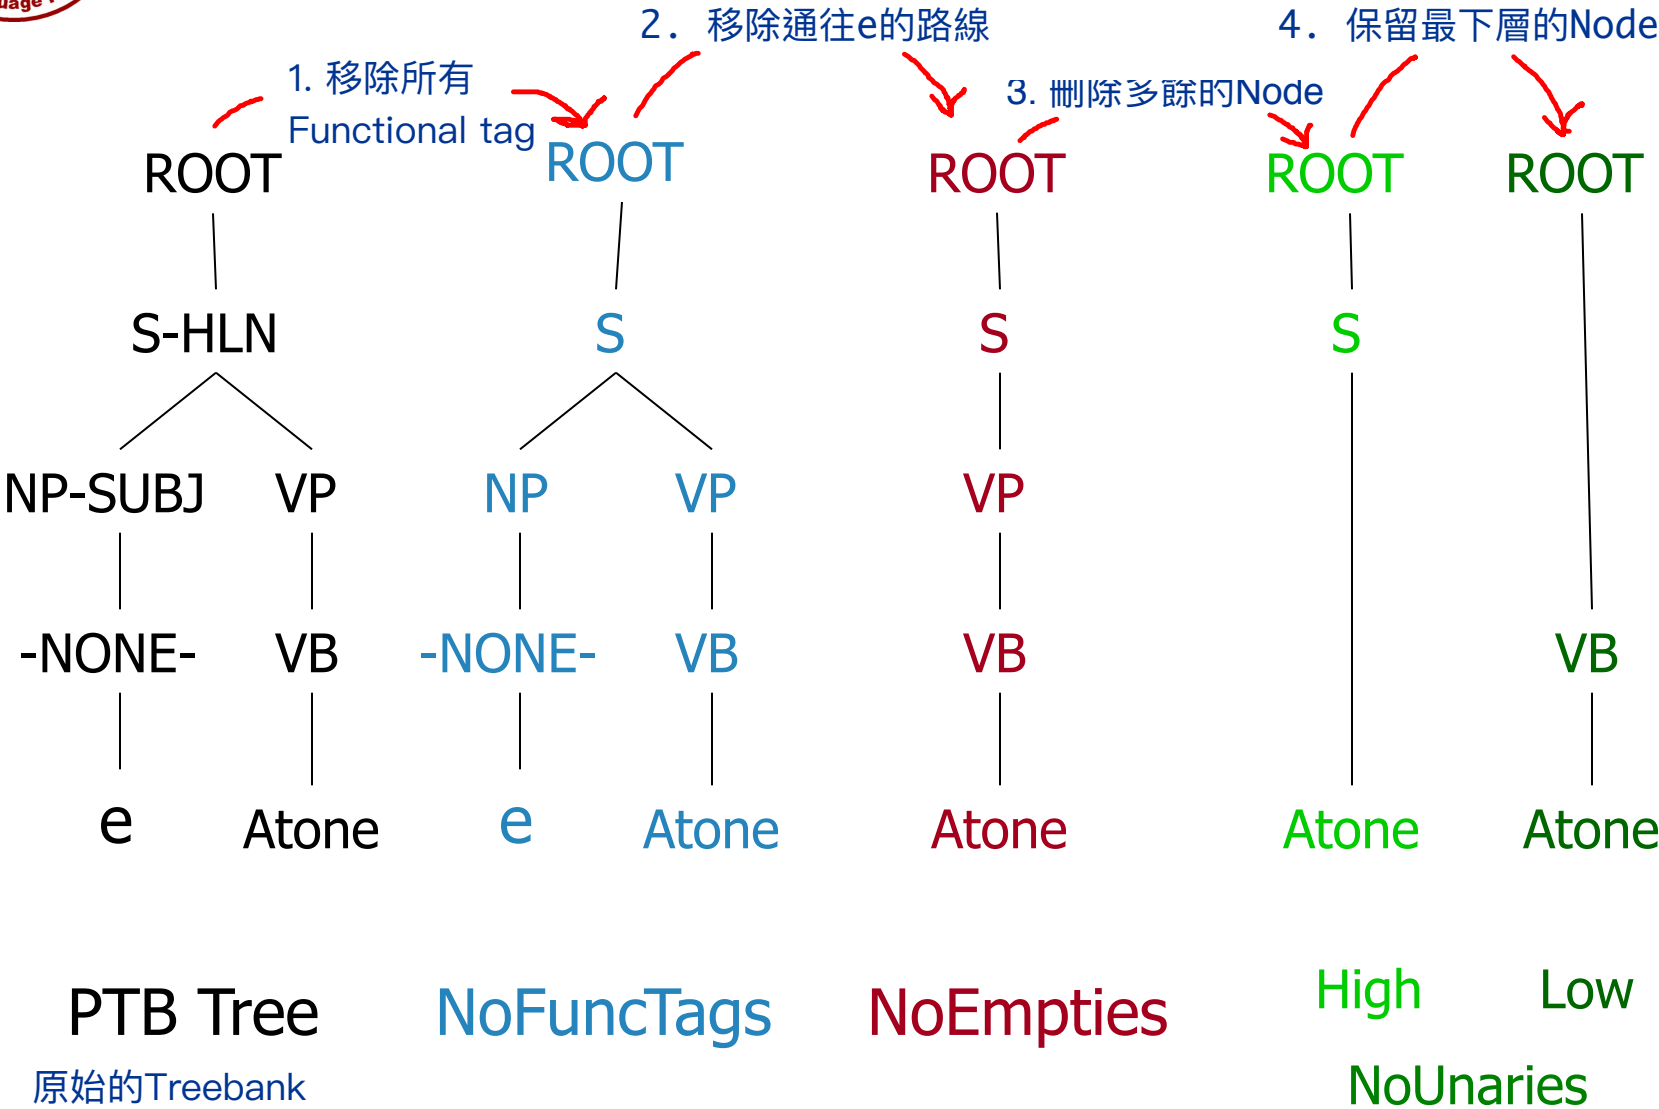 uage
2. 移除通往e的路線
4. 保留最下層的Node
1. 移除所有
Functional tag
3. 刪除多餘的Node
ROOT ROOT ROOT ROOT ROOT
S-HLN S S S
NP-SUBJ VP NP VP VP
-NONE- VB -NONE- VB VB VB
e Atone e Atone Atone Atone Atone
High Low
PTB Tree NoFuncTags NoEmpties
原始的Treebank NoUnaries